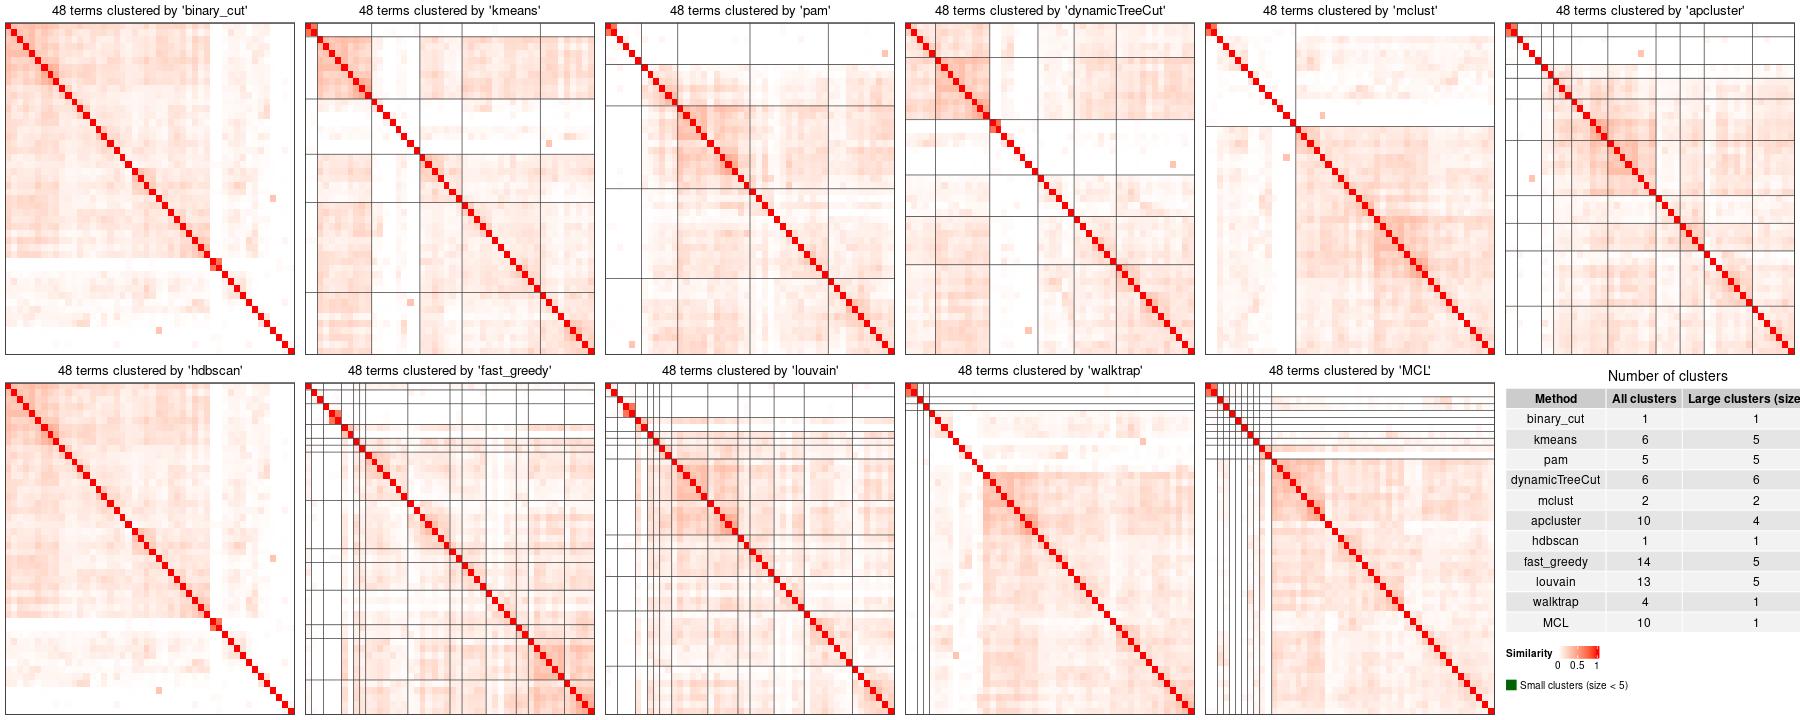 48 terms clustered by 'binary_cut'
48 terms clustered by 'kmeans'
48 terms clustered by 'pam'
48 terms clustered by 'dynamicTreeCut'
48 terms clustered by 'mclust'
48 terms clustered by 'apcluster'
48 terms clustered by 'hdbscan'
48 terms clustered by 'fast_greedy'
48 terms clustered by 'louvain'
48 terms clustered by 'walktrap'
48 terms clustered by 'MCL'
Number of clusters
Method All clusters Large clusters (size
binary_cut 1 1
kmeans 6 5
pam 5 5
dynamicTreeCut 6 6
mclust 2 2
apcluster 10 4
hdbscan 1 1
fast_greedy 14 5
louvain 13 5
walktrap 4 1
MCL 10 1
Similarity
0 0.5 1
Small clusters (size < 5)